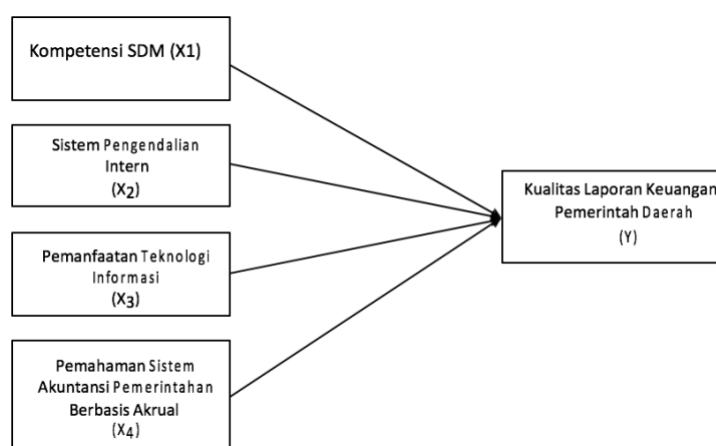 Kompetensi SDM (X1)
Sistem Pengendalian
Intern
(X2)
Pemanfaatan Teknologi
Informasi
(X3)
Pemahaman Sistem
Akuntansi Pemerintahan
Berbasis Akrual
(X4)
Kualitas Laporan Keuangan
Pemerintah Daerah
(Y)